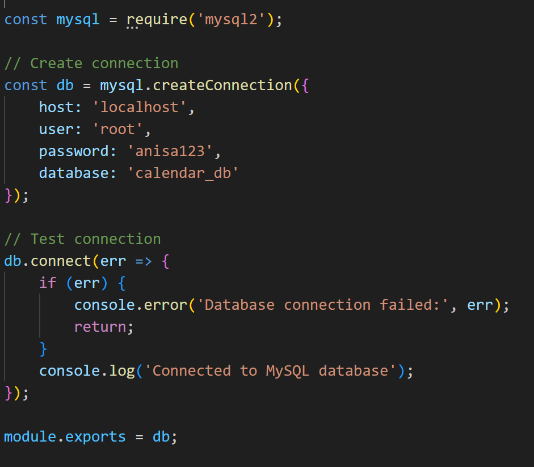 const mysql = require('mysql2');
// Create connection
const db = mysql.createConnection({
    host: 'localhost',
    user: 'root',
    password: 'anisa123',
    database: 'calendar_db'
});
// Test connection
db.connect(err => {
    if (err) {
        console.error('Database connection failed:', err);
        return;
    }
    console.log('Connected to MySQL database');
});
module.exports = db;